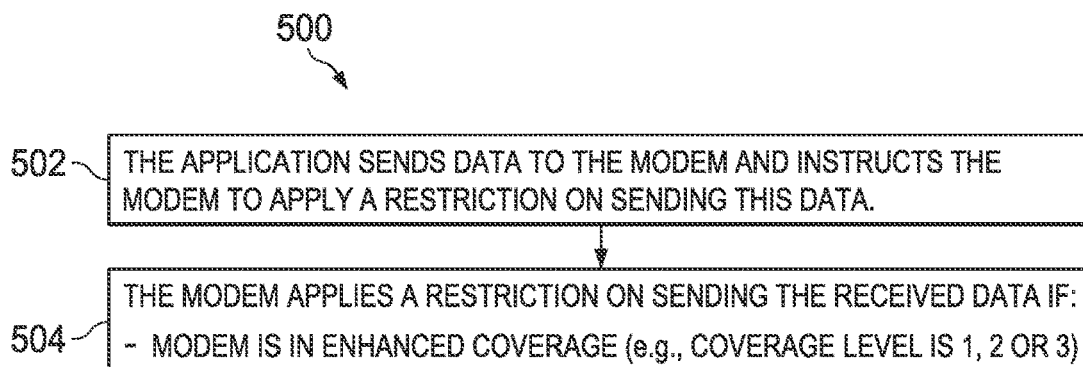 500
502
THE APPLICATION SENDS DATA TO THE MODEM AND INSTRUCTS THE
MODEM TO APPLY A RESTRICTION ON SENDING THIS DATA.
504
THE MODEM APPLIES A RESTRICTION ON SENDING THE RECEIVED DATA IF:
- MODEM IS IN ENHANCED COVERAGE (e.g., COVERAGE LEVEL IS 1, 2 OR 3)